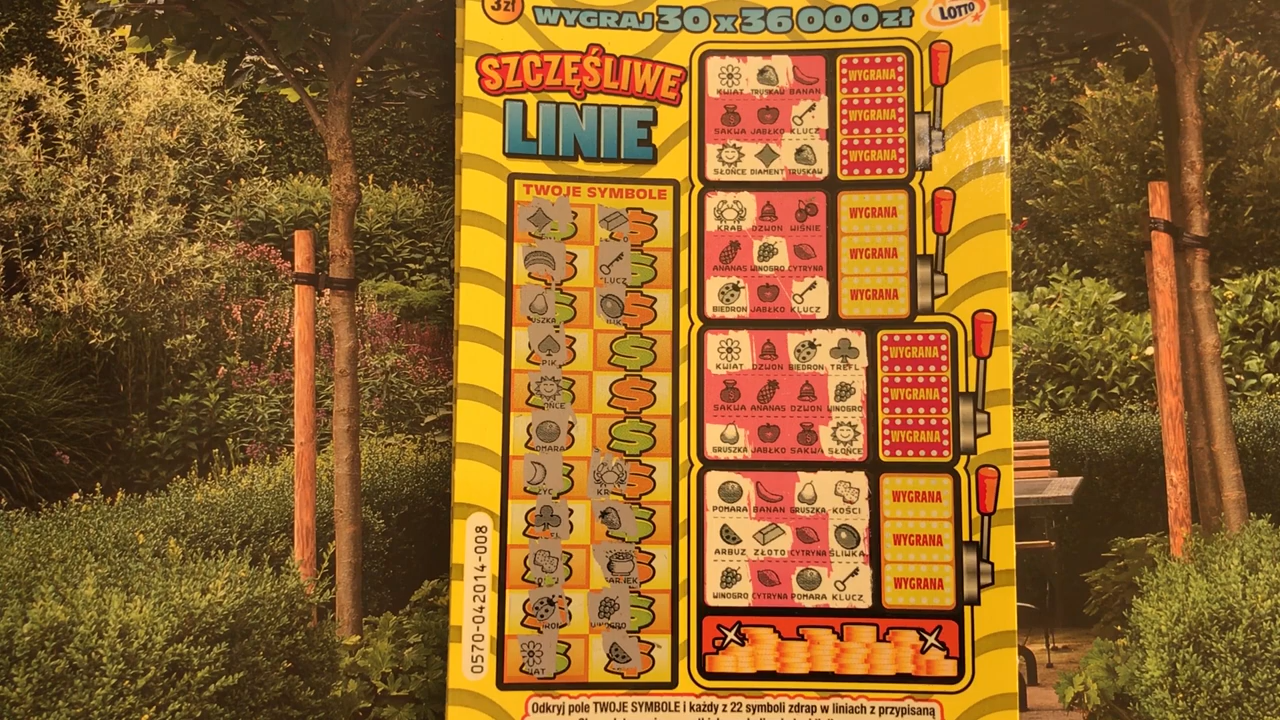 3zł
WYGRAJ 30 x 36 000 zł
LOTTO
SZCZĘŚLIWE
LINIE
KWIAT TRUSKAW BANAN
SAKWA JABŁKO KLUCZ
SŁOŃCE DIAMENT TRUSKAW
WYGRANA
WYGRANA
WYGRANA
TWOJE SYMBOLE
PIK
KRAB DZWON WIŚNIE
ANANAS WINOGRO CYTRYNA
BIEDRON JABŁKO KLUCZ
WYGRANA
WYGRANA
WYGRANA
KWIAT DZWON BIEDRON TREFL
SAKWA ANANAS DZWON WINOGRO
GRUSZKA JABŁKO SAKWA SŁOŃCE
WYGRANA
WYGRANA
WYGRANA
POMARA BANAN GRUSZKA KOŚCI
ARBUZ ZŁOTO CYTRYNA ŚLIWKA
WINOGRO CYTRYNA POMARA KLUCZ
WYGRANA
WYGRANA
WYGRANA
0570-042014-008
Odkryj pole TWOJE SYMBOLE i każdy z 22 symboli zdrap w liniach z przypisaną